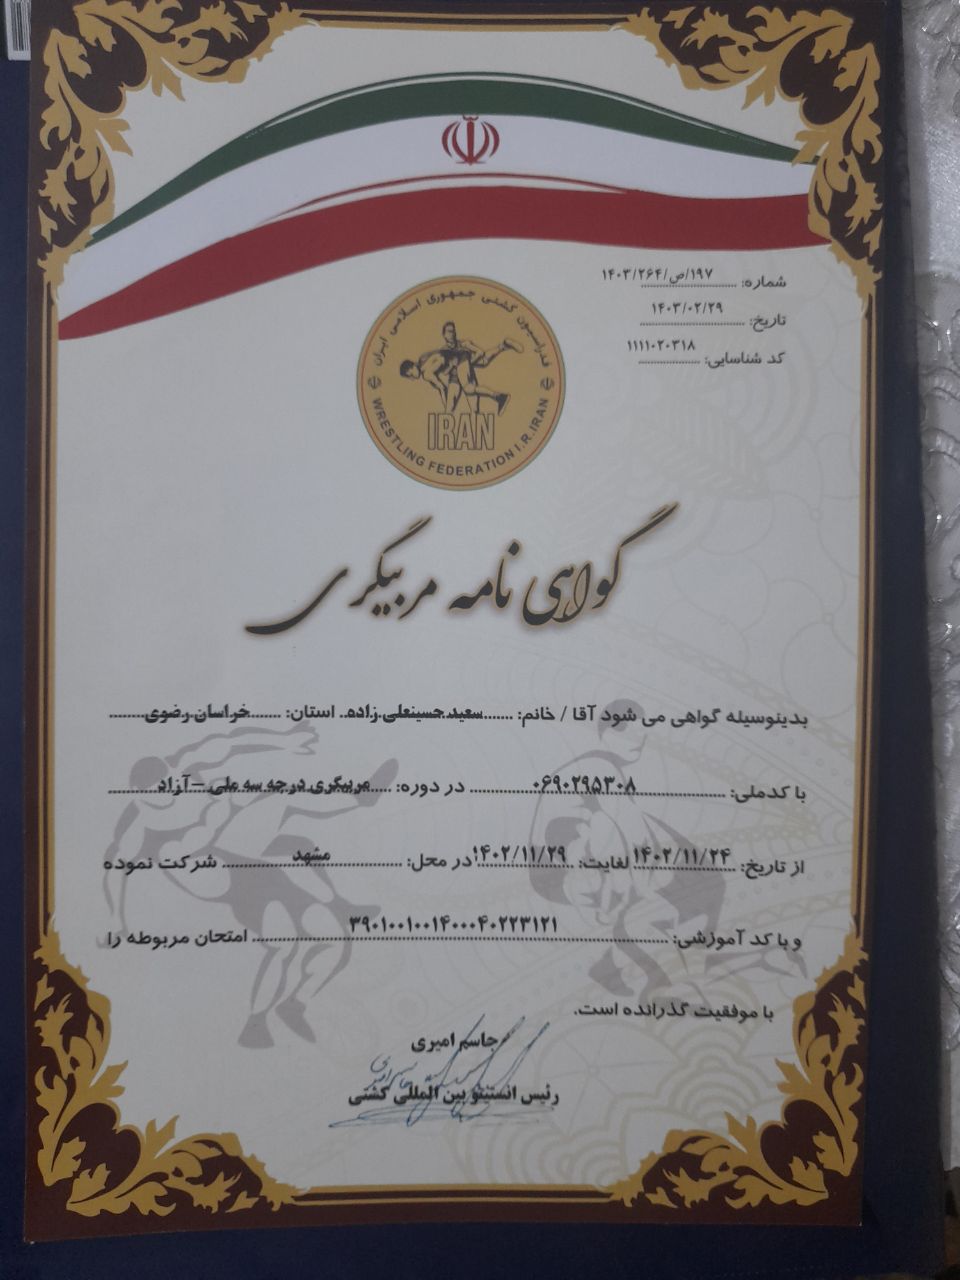 شماره: ۱۹۷/ص/۱۴۰۳/۲۶۴
تاریخ: ۱۴۰۳/۰۲/۲۹
کد شناسایی: ۱۱۱۱۰۲۰۳۱۸
فدراسیون کشتی جمهوری اسلامی ایران
IRAN
WRESTLING FEDERATION I.R.IRAN
گواهی نامه مربیگری
بدینوسیله گواهی می شود آقا / خانم: سعید حسینعلی زاده استان: خراسان رضوی
با کدملی: ۰۶۹۰۲۹۵۳۰۸ در دوره: مربیگری درجه سه ملی – آزاد
از تاریخ: ۱۴۰۲/۱۱/۲۴ لغایت: ۱۴۰۲/۱۱/۲۹ در محل: مشهد شرکت نموده
و با کد آموزشی: ۳۹۰۱۰۰۱۰۰۱۴۰۰۰۴۰۲۲۳۱۲۱ امتحان مربوطه را
با موفقیت گذرانده است.
جاسم امیری
رئیس انستیتو بین المللی کشتی